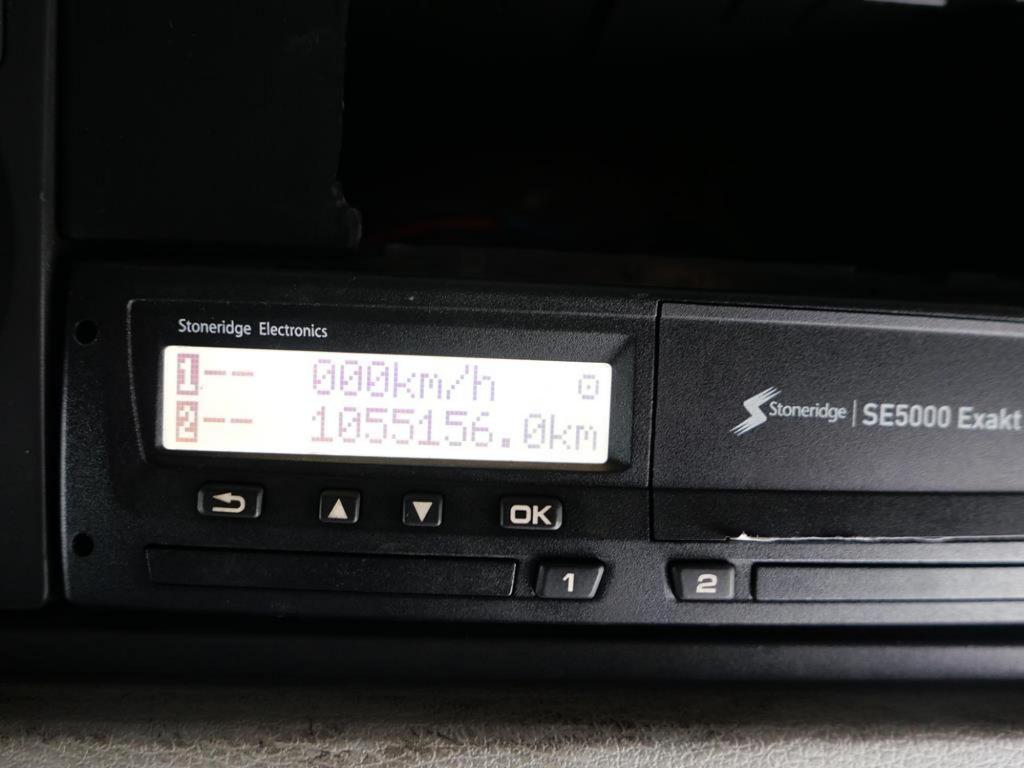 Stoneridge Electronics
1-- 000km/h
2-- 1055156.0km
Stoneridge | SE5000 Exakt
OK
1
2